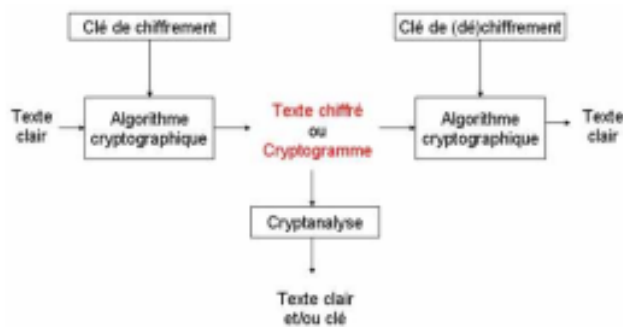 Clé de chiffrement
Clé de (dé)chiffrement
Texte
clair
Algorithme
cryptographique
Texte chiffré
ou
Cryptogramme
Algorithme
cryptographique
Texte
clair
Cryptanalyse
Texte clair
et/ou clé